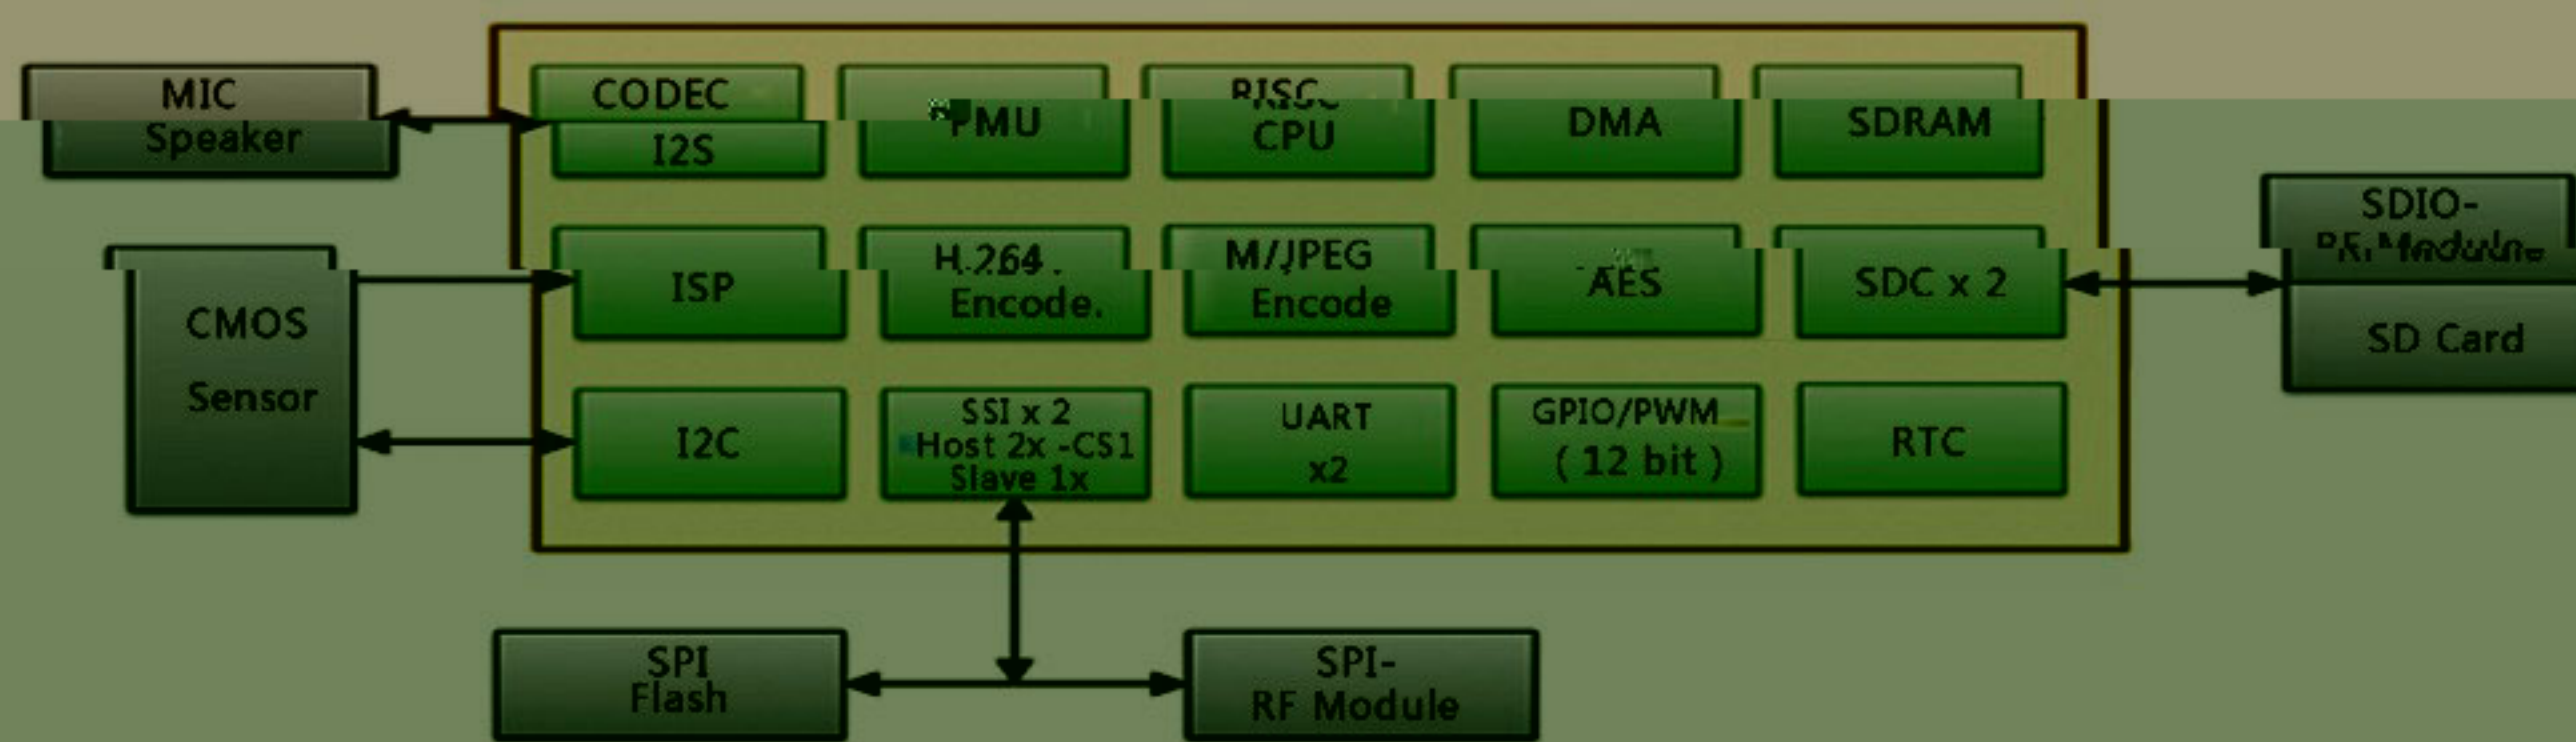 MIC
Speaker
CODEC
I2S
PMU
RISC
CPU
DMA
SDRAM
CMOS
Sensor
ISP
H.264
Encode.
M/JPEG
Encode
AES
SDC x 2
SDIO-
RF Module
SD Card
I2C
SSI x 2
Host 2x -CS1
Slave 1x
UART
x2
GPIO/PWM
( 12 bit )
RTC
SPI
Flash
SPI-
RF Module